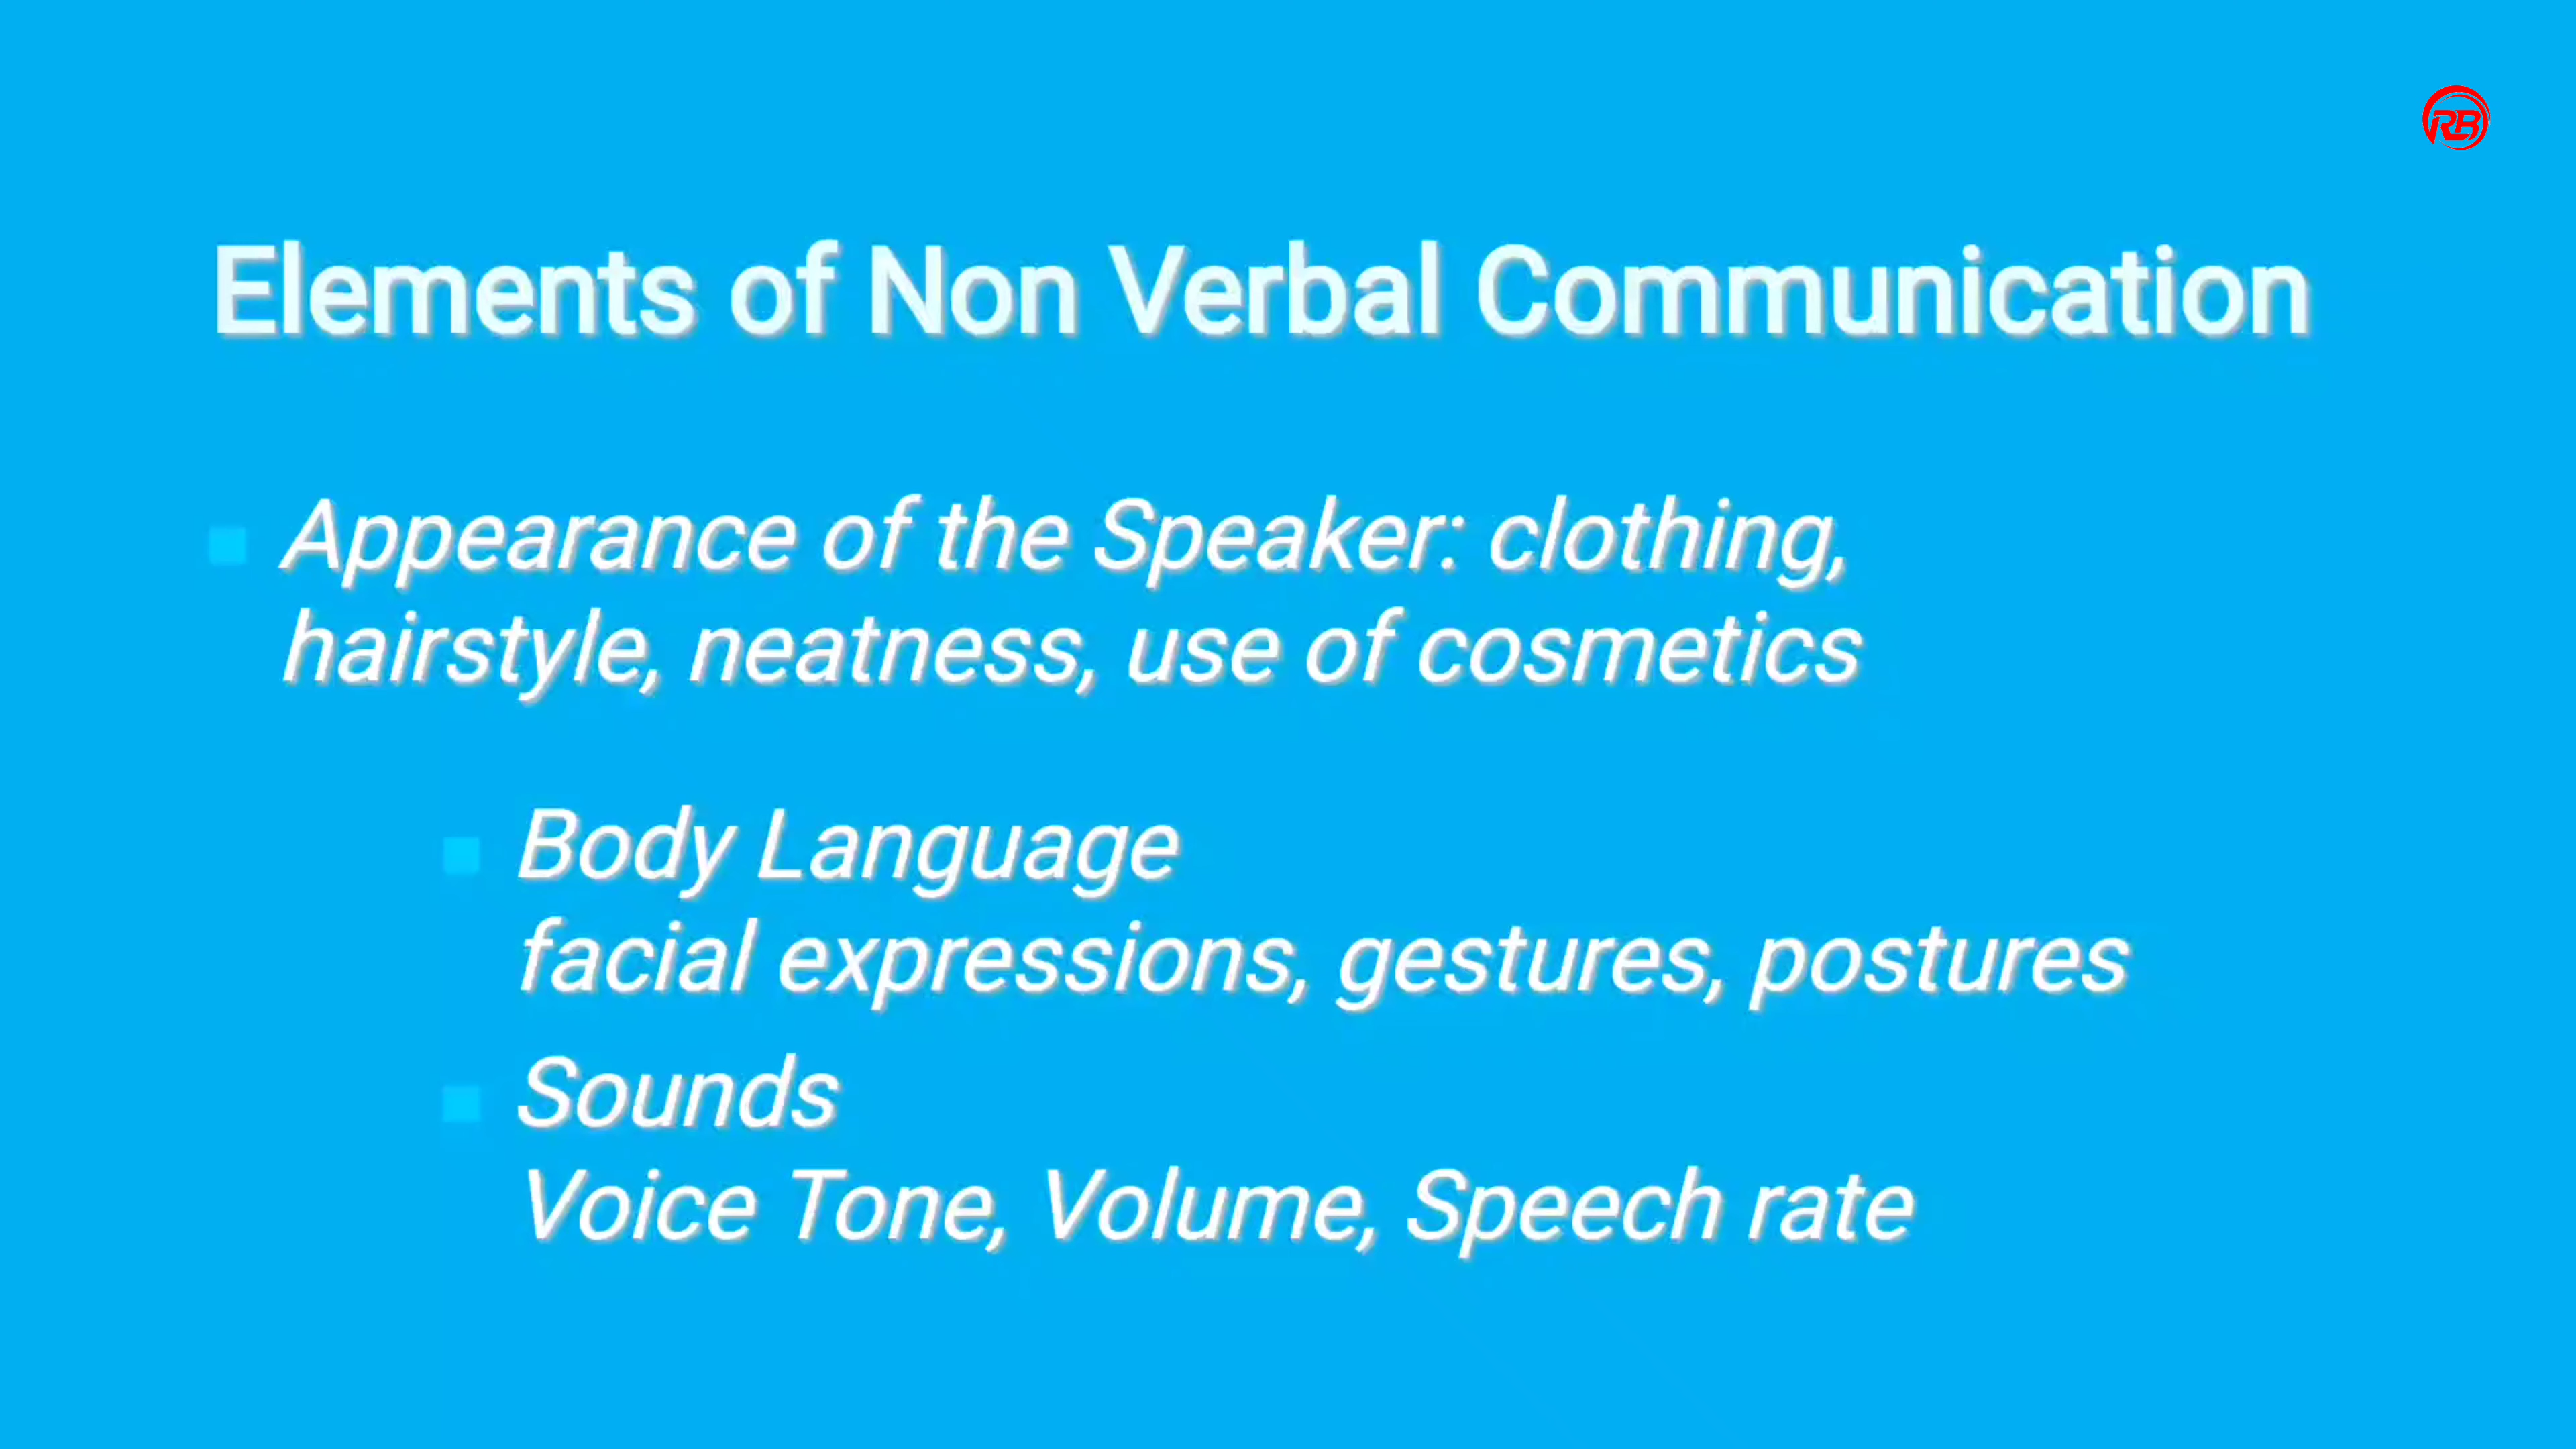 RB
Elements of Non Verbal Communication
Appearance of the Speaker: clothing,
hairstyle, neatness, use of cosmetics
Body Language
facial expressions, gestures, postures
Sounds
Voice Tone, Volume, Speech rate